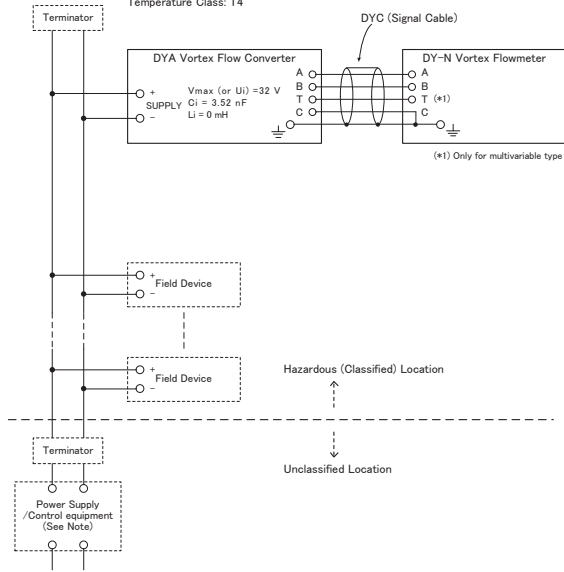 Temperature Class: T4
Terminator
DYC (Signal Cable)
DYA Vortex Flow Converter
DY-N Vortex Flowmeter
+
SUPPLY
-
Vmax (or Ui) =32 V
Ci = 3.52 nF
Li = 0 mH
A
B
T
C
A
B
T (*1)
C
(*1) Only for multivariable type
+
Field Device
-
+
Field Device
-
Hazardous (Classified) Location
Unclassified Location
Terminator
Power Supply
/Control equipment
(See Note)